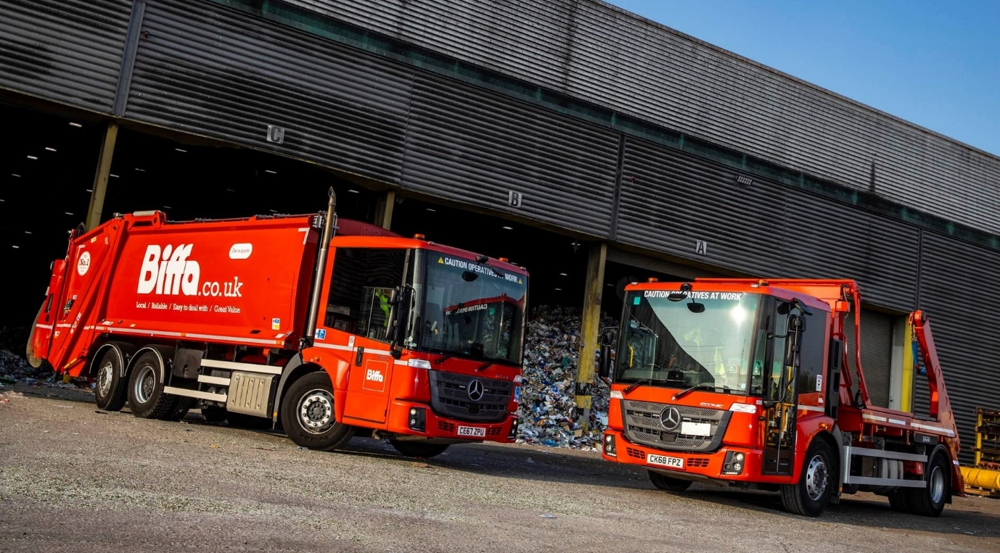 C
B
A
No.1
Biffa.co.uk
Get a quote
Local / Reliable / Easy to deal with / Great Value
CAUTION OPERATIVES AT WORK
Biffa
CE67 ZPU
CAUTION OPERATIVES AT WORK
ECONIC
CK68 FPZ